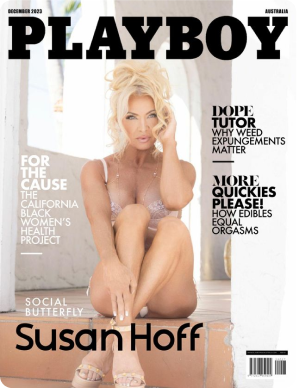 DECEMBER 2023
AUSTRALIA
PLAYBOY
DOPE
TUTOR
WHY WEED
EXPUNGEMENTS
MATTER
FOR
THE
CAUSE
THE
CALIFORNIA
BLACK
WOMEN'S
HEALTH
PROJECT
MORE
QUICKIES
PLEASE!
HOW EDIBLES
EQUAL
ORGASMS
SOCIAL
BUTTERFLY
Susan Hoff